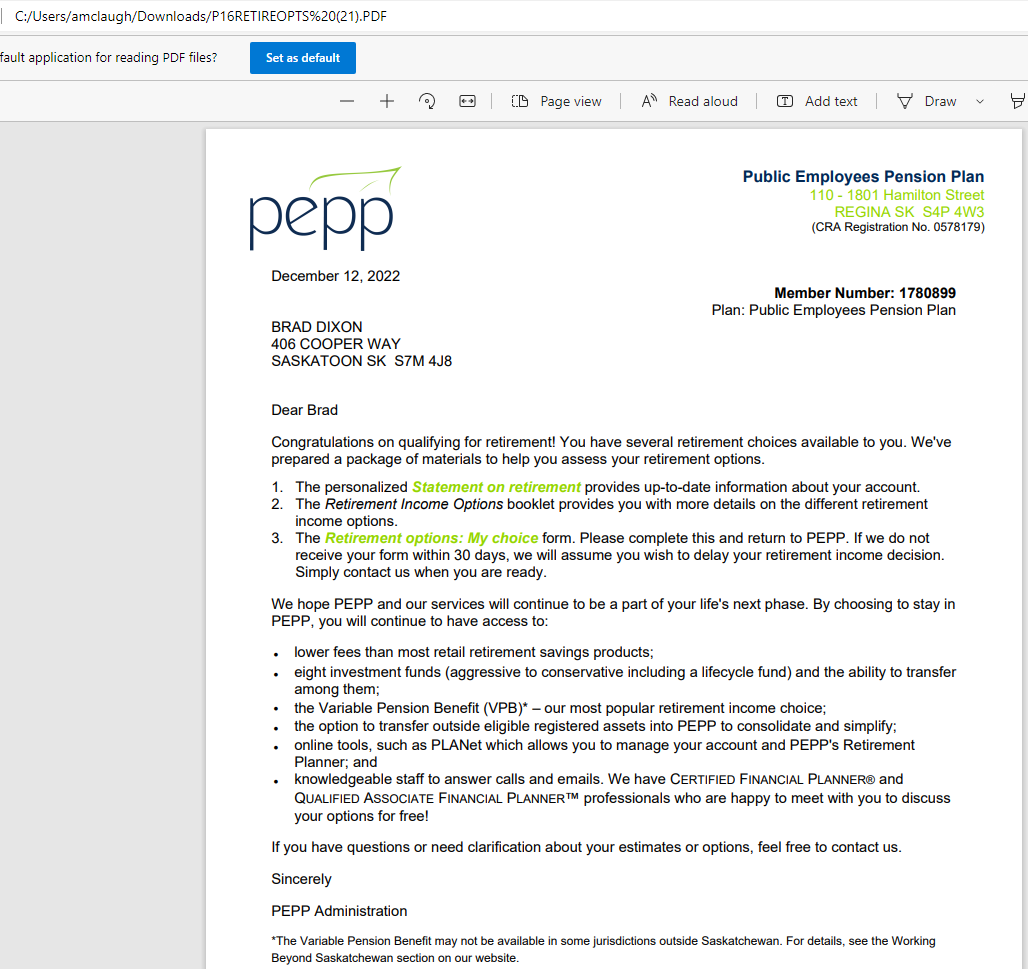 C:/Users/amclaugh/Downloads/P16RETIREOPTS%20(21).PDF
fault application for reading PDF files?
Set as default
Page view
Read aloud
Add text
Draw
pepp
Public Employees Pension Plan
110 - 1801 Hamilton Street
REGINA SK S4P 4W3
(CRA Registration No. 0578179)
December 12, 2022
Member Number: 1780899
Plan: Public Employees Pension Plan
BRAD DIXON
406 COOPER WAY
SASKATOON SK S7M 4J8
Dear Brad
Congratulations on qualifying for retirement! You have several retirement choices available to you. We've
prepared a package of materials to help you assess your retirement options.
1. The personalized Statement on retirement provides up-to-date information about your account.
2. The Retirement Income Options booklet provides you with more details on the different retirement
income options.
3. The Retirement options: My choice form. Please complete this and return to PEPP. If we do not
receive your form within 30 days, we will assume you wish to delay your retirement income decision.
Simply contact us when you are ready.
We hope PEPP and our services will continue to be a part of your life's next phase. By choosing to stay in
PEPP, you will continue to have access to:
• lower fees than most retail retirement savings products;
• eight investment funds (aggressive to conservative including a lifecycle fund) and the ability to transfer
among them;
• the Variable Pension Benefit (VPB)* – our most popular retirement income choice;
• the option to transfer outside eligible registered assets into PEPP to consolidate and simplify;
• online tools, such as PLANet which allows you to manage your account and PEPP's Retirement
Planner; and
• knowledgeable staff to answer calls and emails. We have CERTIFIED FINANCIAL PLANNER® and
QUALIFIED ASSOCIATE FINANCIAL PLANNER™ professionals who are happy to meet with you to discuss
your options for free!
If you have questions or need clarification about your estimates or options, feel free to contact us.
Sincerely
PEPP Administration
*The Variable Pension Benefit may not be available in some jurisdictions outside Saskatchewan. For details, see the Working
Beyond Saskatchewan section on our website.